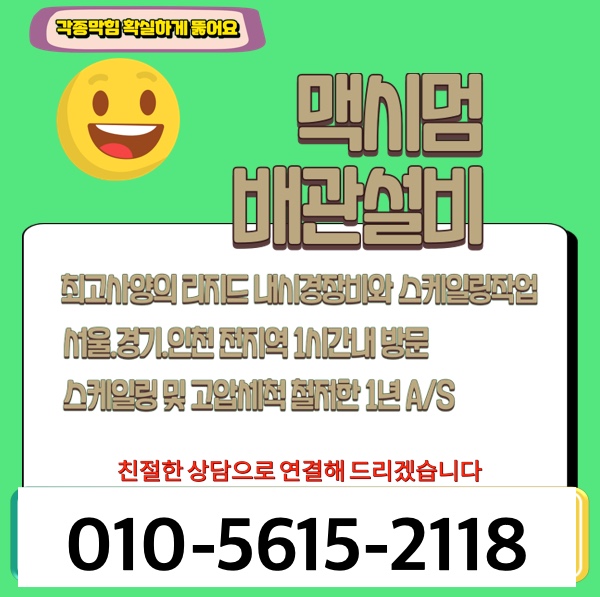 각종막힘 확실하게 뚫어요
맥시멈
배관설비
최고사양의 리지드 내시경장비와 스케일링작업
서울.경기.인천 전지역 1시간내 방문
스케일링 및 고압세척 철저한 1년 A/S
친절한 상담으로 연결해 드리겠습니다
010-5615-2118